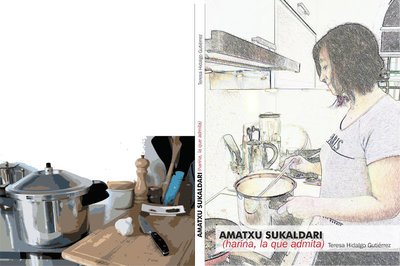 Teresa Hidalgo Gutiérrez
AMATXU SUKALDARI (harina, la que admita)
AMATXU SUKALDARI
(harina, la que admita) Teresa Hidalgo Gutiérrez